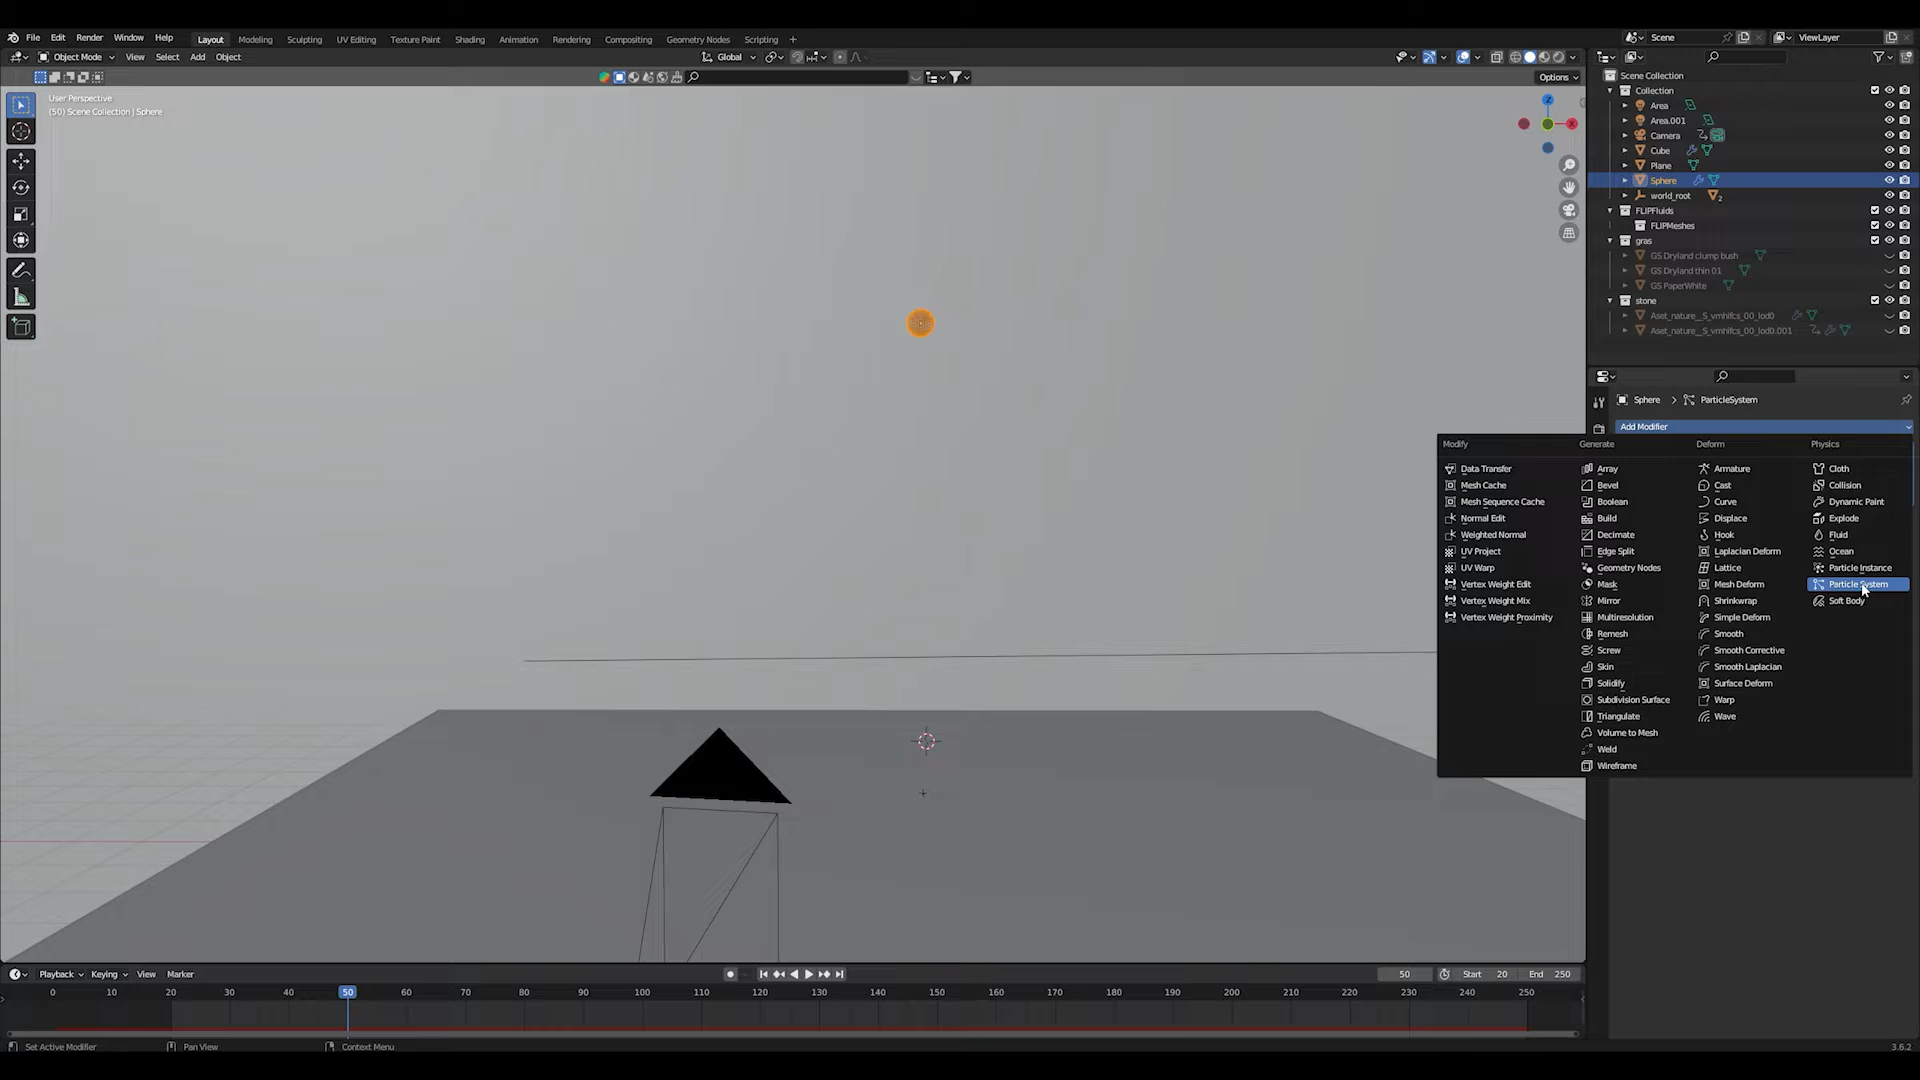 File Edit Render Window Help Layout Modeling Sculpting UV Editing Texture Paint Shading Animation Rendering Compositing Geometry Nodes Scripting + Scene ViewLayer
Object Mode View Select Add Object Global
Options
User Perspective
(50) Scene Collection | Sphere
Z
X
Scene Collection
Collection
Area
Area.001
Camera
Cube
Plane
Sphere
world_root 2
FLIPFluids
FLIPMeshes
gras
GS Dryland clump bush
GS Dryland thin 01
GS PaperWhite
stone
Aset_nature__S_vmhifcs_00_lod0
Aset_nature__S_vmhifcs_00_lod0.001
Sphere > ParticleSystem
Add Modifier
Modify
Data Transfer
Mesh Cache
Mesh Sequence Cache
Normal Edit
Weighted Normal
UV Project
UV Warp
Vertex Weight Edit
Vertex Weight Mix
Vertex Weight Proximity
Generate
Array
Bevel
Boolean
Build
Decimate
Edge Split
Geometry Nodes
Mask
Mirror
Multiresolution
Remesh
Screw
Skin
Solidify
Subdivision Surface
Triangulate
Volume to Mesh
Weld
Wireframe
Deform
Armature
Cast
Curve
Displace
Hook
Laplacian Deform
Lattice
Mesh Deform
Shrinkwrap
Simple Deform
Smooth
Smooth Corrective
Smooth Laplacian
Surface Deform
Warp
Wave
Physics
Cloth
Collision
Dynamic Paint
Explode
Fluid
Ocean
Particle Instance
Particle System
Soft Body
Playback Keying View Marker 50 Start 20 End 250
0 10 20 30 40 50 60 70 80 90 100 110 120 130 140 150 160 170 180 190 200 210 220 230 240 250
Set Active Modifier Pan View Context Menu 3.6.2